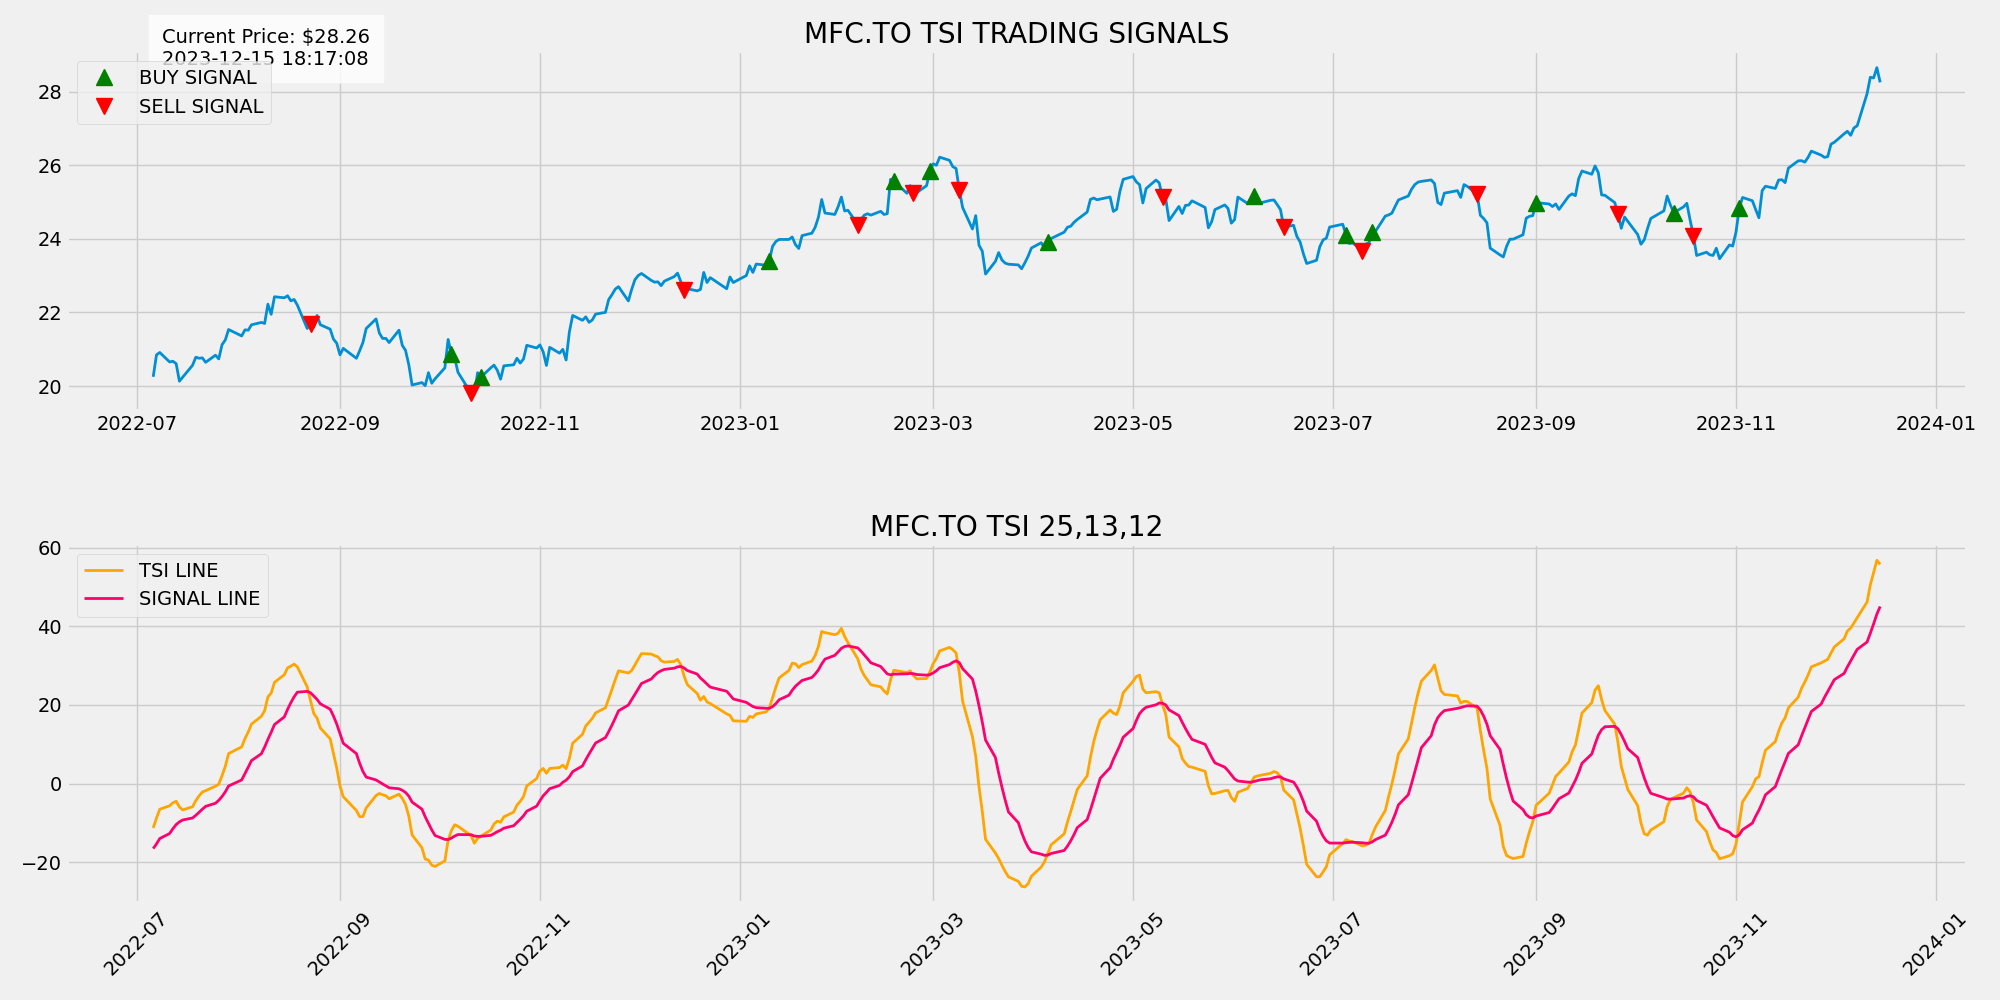 MFC.TO TSI TRADING SIGNALS
Current Price: $28.26
2023-12-15 18:17:08
BUY SIGNAL
SELL SIGNAL
28
26
24
22
20
2022-07 2022-09 2022-11 2023-01 2023-03 2023-05 2023-07 2023-09 2023-11 2024-01
MFC.TO TSI 25,13,12
TSI LINE
SIGNAL LINE
60
40
20
0
−20
2022-07 2022-09 2022-11 2023-01 2023-03 2023-05 2023-07 2023-09 2023-11 2024-01